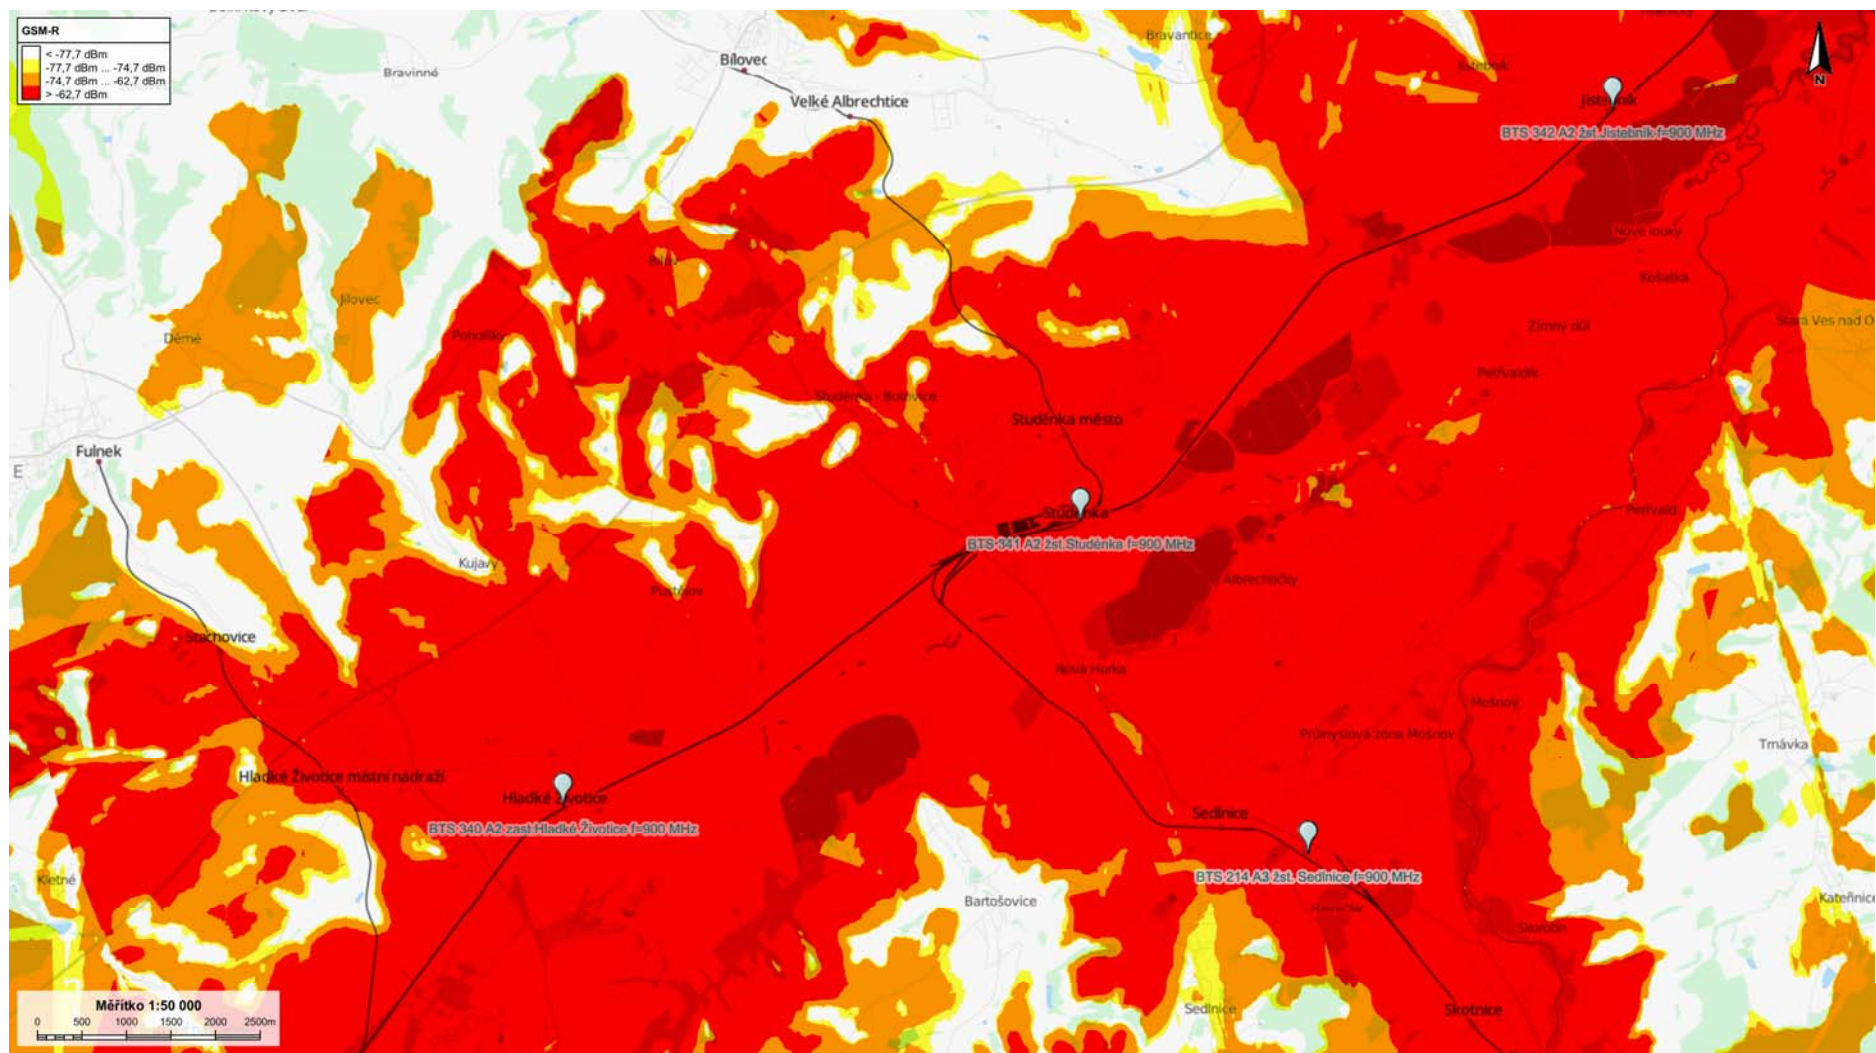 GSM-R
< -77,7 dBm
-77,7 dBm ... -74,7 dBm
-74,7 dBm ... -62,7 dBm
> -62,7 dBm
Bravinné
Bílovec
Velké Albrechtice
Bravantice
Jistebník
N
Jistebník
BTS 342 A2 žst.Jistebník f=900 MHz
Nové louky
Košatka
Bílov
Jílovec
Děrné
Pohořílky
Zimný důl
Stará Ves nad O
Petřvaldík
Studénka - Butovice
Studénka město
Fulnek
E
Studénka
BTS 341 A2 žst.Studénka f=900 MHz
Petřvald
Kujavy
Pustějov
Albrechtičky
Stachovice
Nová Horka
Mošnov
Průmyslová zóna Mošnov
Trnávka
Hladké Životice místní nádraží
Hladké Životice
BTS 340 A2 zast.Hladké Životice f=900 MHz
Sedlnice
BTS 214 A3 žst. Sedlnice f=900 MHz
Kletné
Bartošovice
Kateřnice
Skorotín
Sedlnice
Skotnice
Měřítko 1:50 000
0 500 1000 1500 2000 2500m